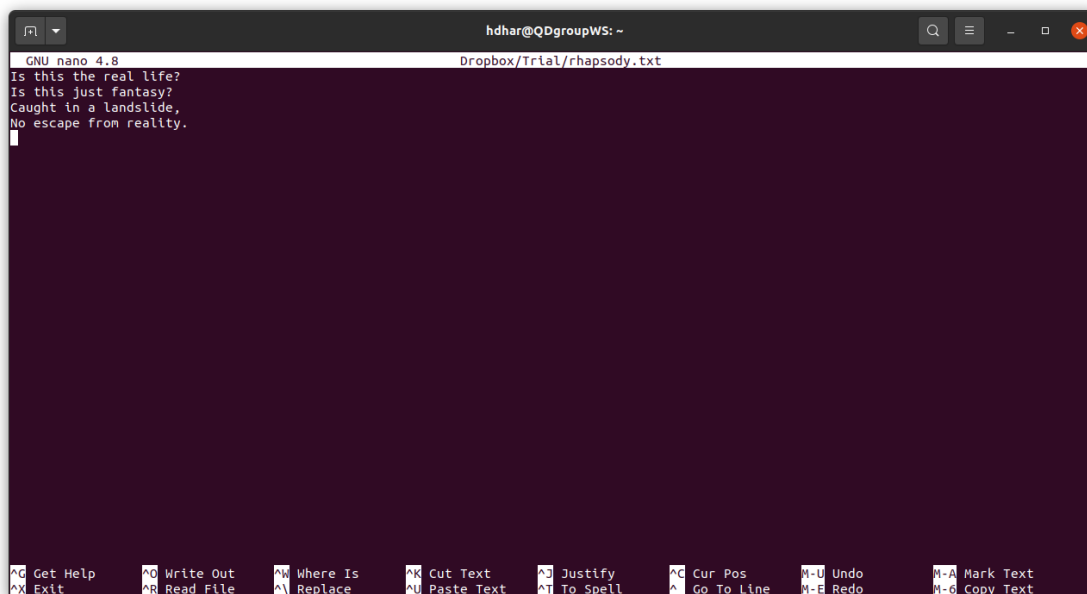 hdhar@QDgroupWS: ~
GNU nano 4.8 Dropbox/Trial/rhapsody.txt
Is this the real life?
Is this just fantasy?
Caught in a landslide,
No escape from reality.
^G Get Help ^O Write Out ^W Where Is ^K Cut Text ^J Justify ^C Cur Pos M-U Undo M-A Mark Text
^X Exit ^R Read File ^\ Replace ^U Paste Text ^T To Spell ^_ Go To Line M-E Redo M-6 Copy Text